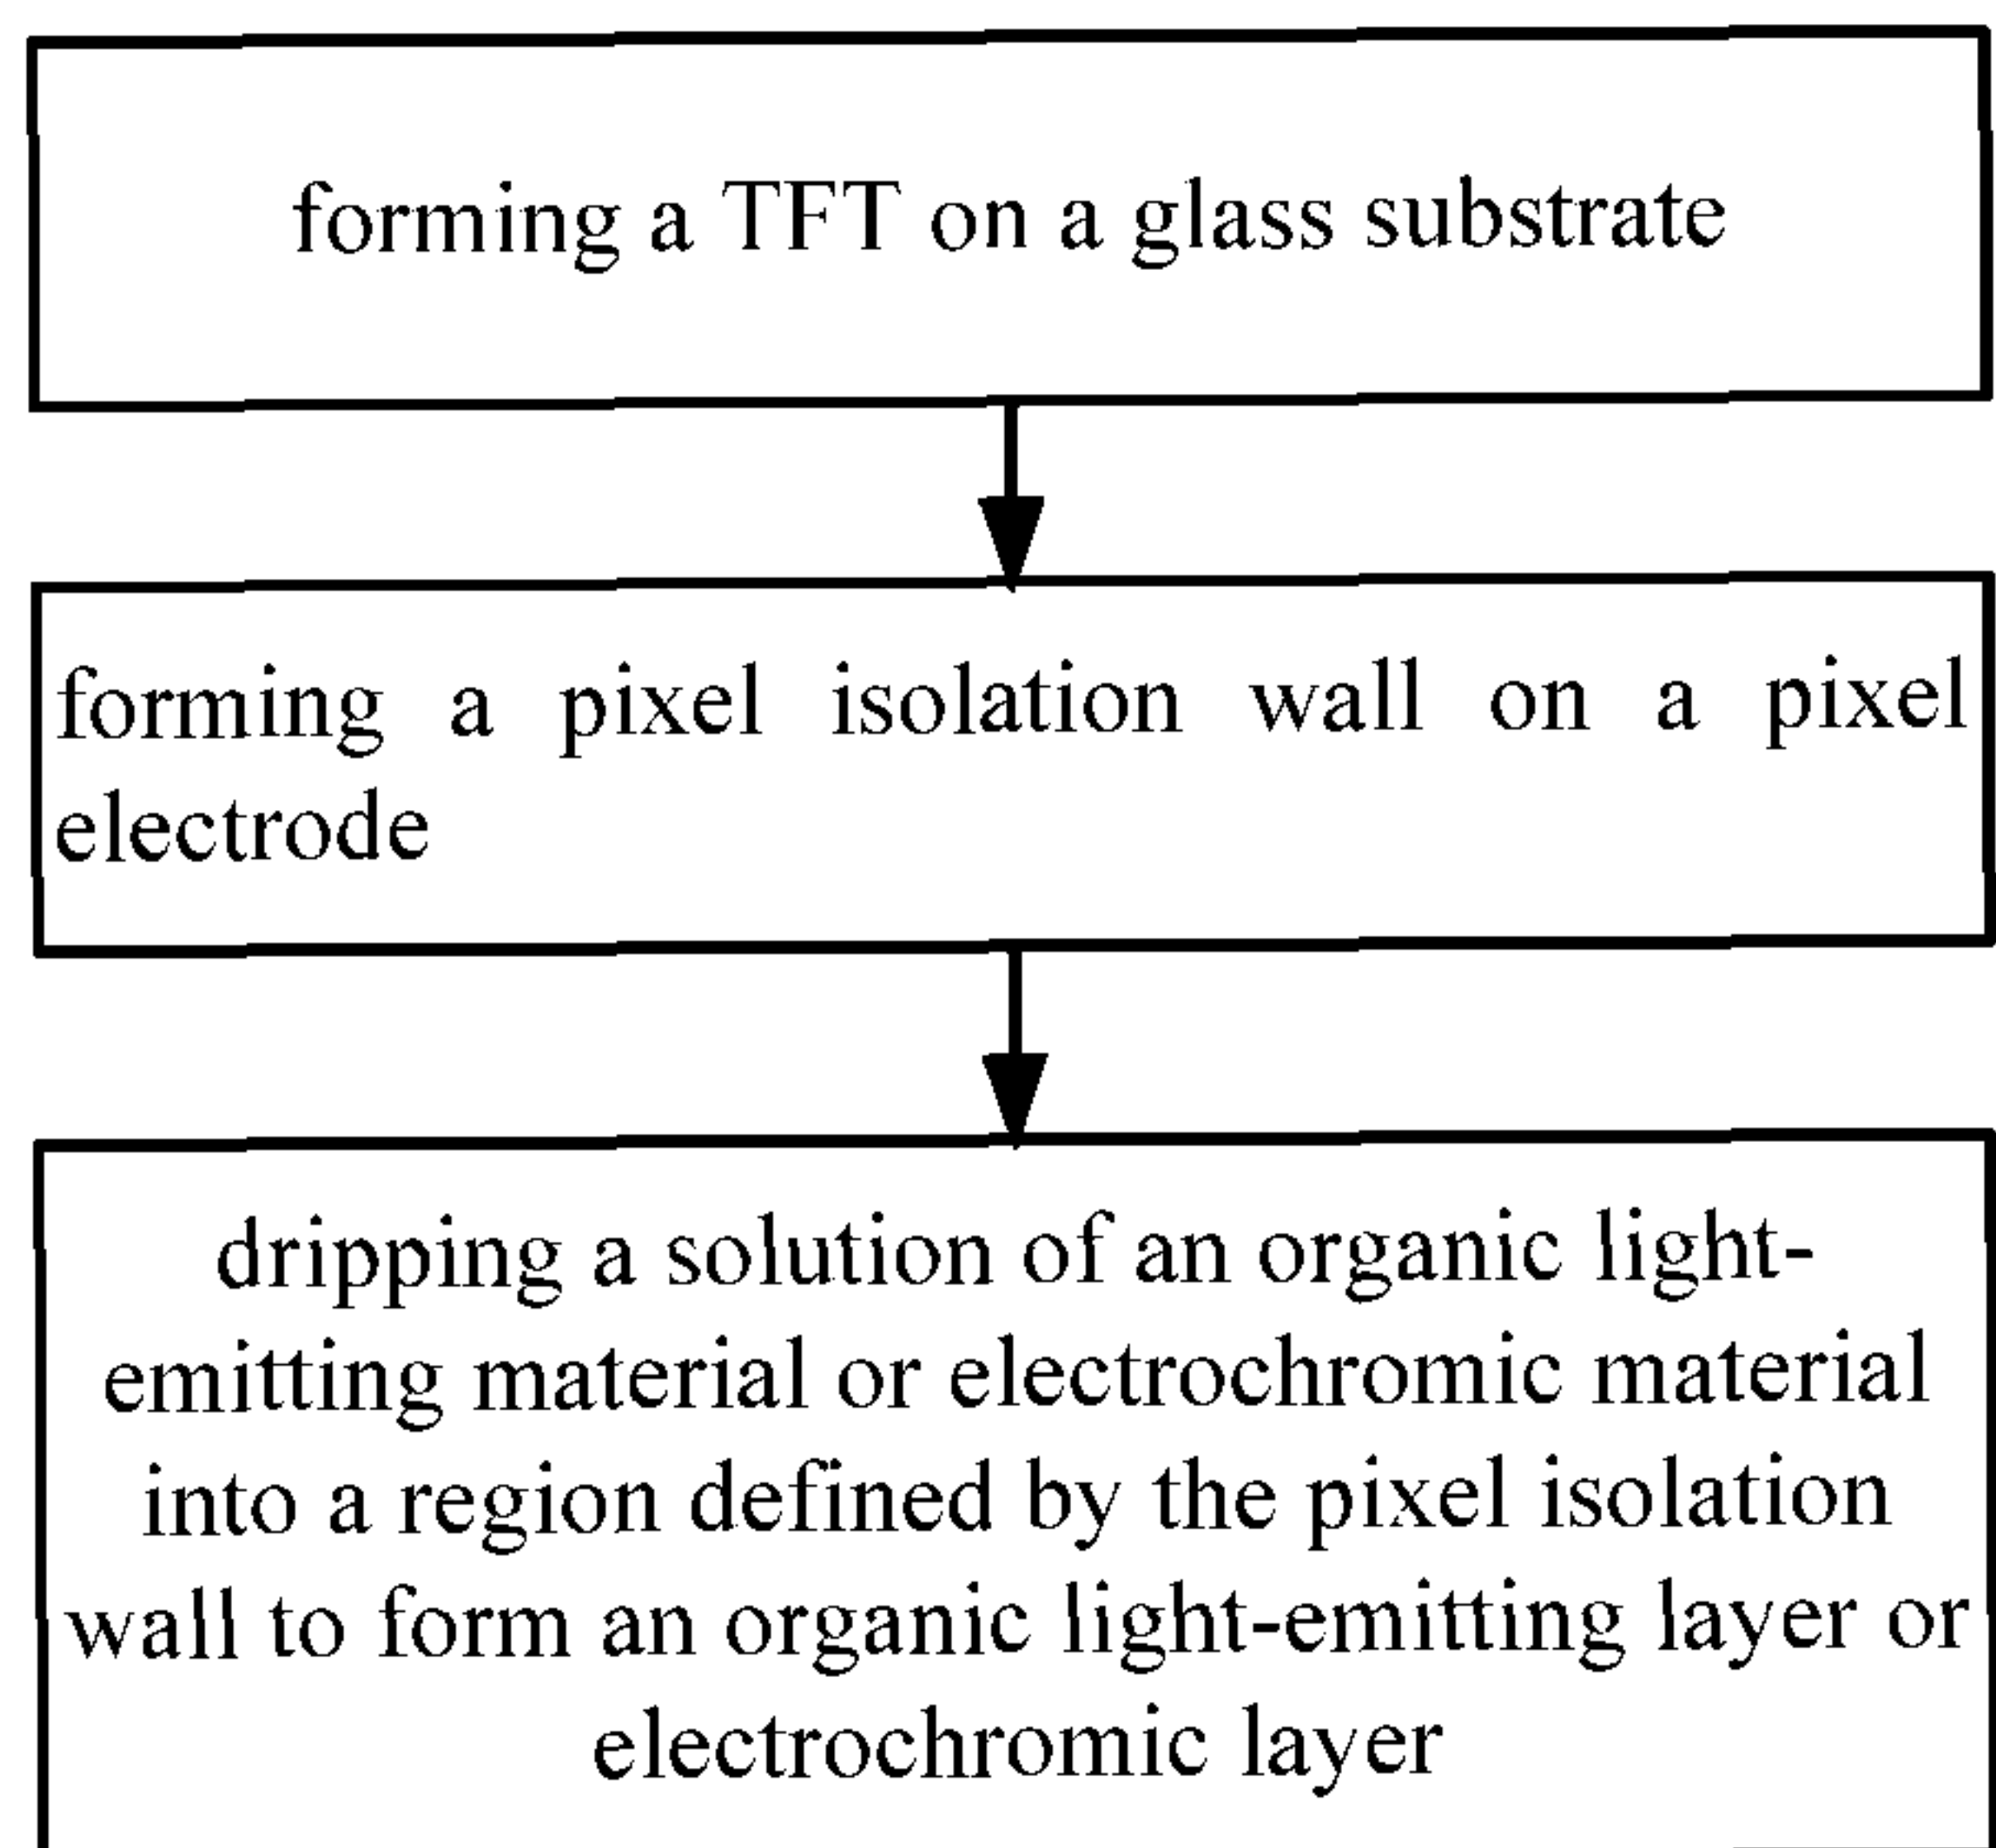 forming a TFT on a glass substrate
forming a pixel isolation wall on a pixel
electrode
dripping a solution of an organic light-
emitting material or electrochromic material
into a region defined by the pixel isolation
wall to form an organic light-emitting layer or
electrochromic layer